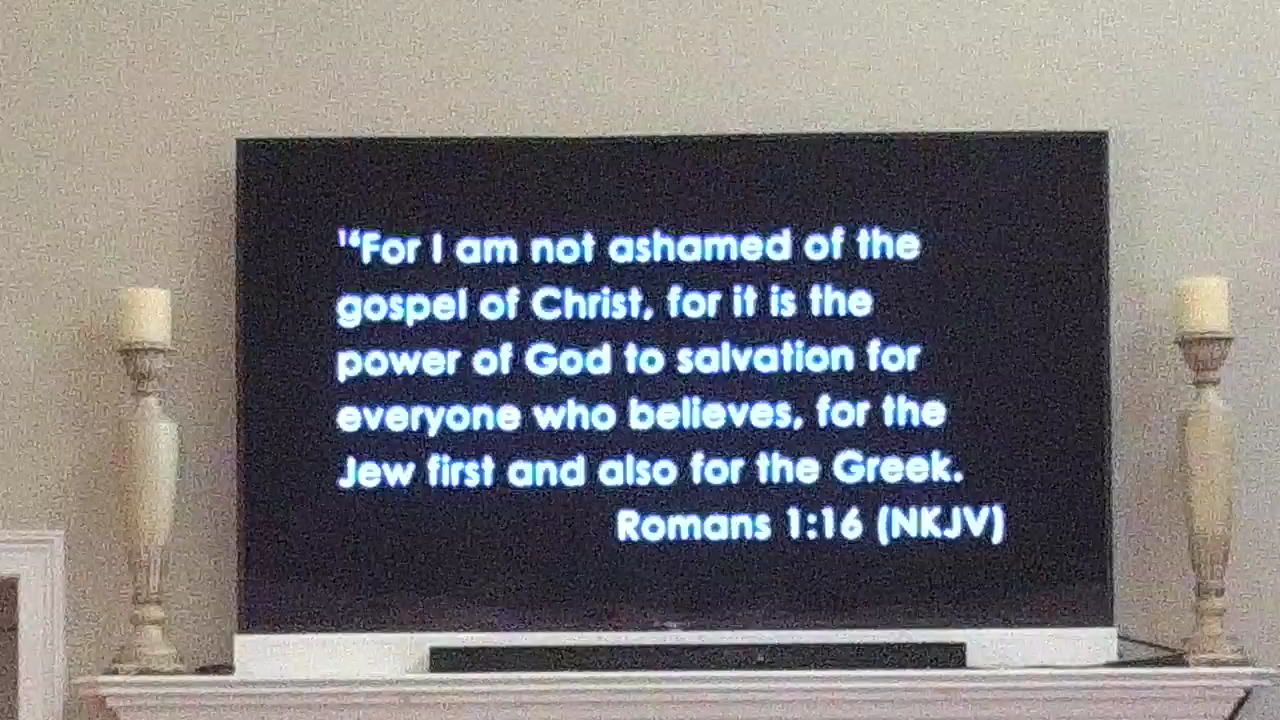 ¹⁶For I am not ashamed of the
gospel of Christ, for it is the
power of God to salvation for
everyone who believes, for the
Jew first and also for the Greek.
Romans 1:16 (NKJV)